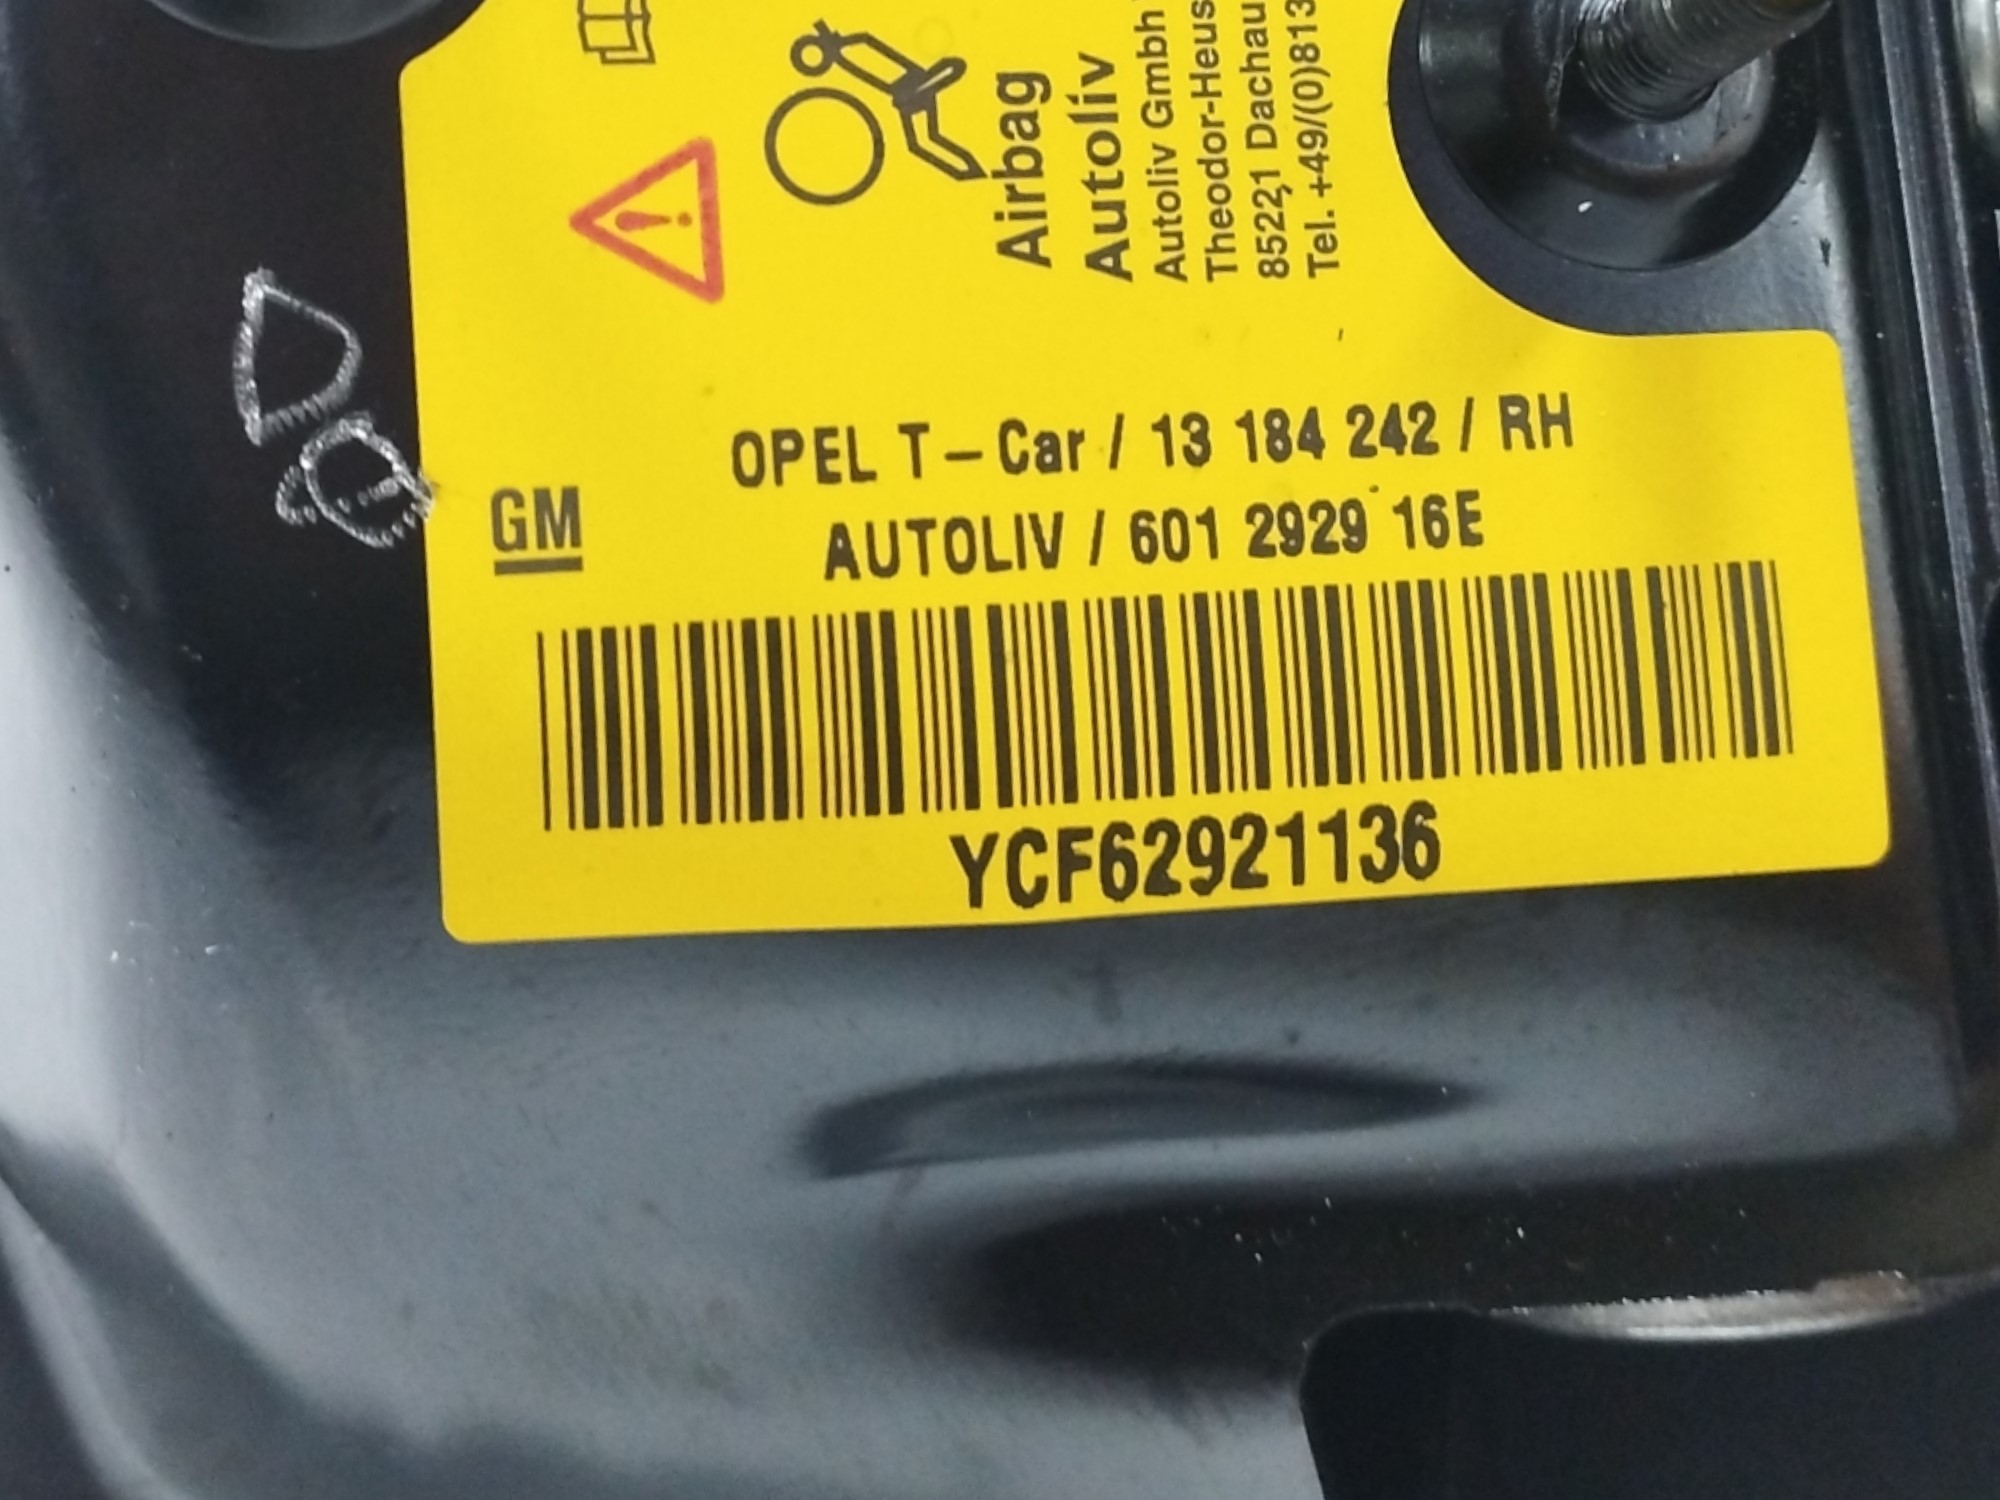 Airbag
Autoliv
Autoliv GmbH
Theodor-Heus
85221 Dachau
Tel. +49/(0)813
OPEL T-Car / 13 184 242 / RH
GM
AUTOLIV / 601 2929 16E
YCF62921136